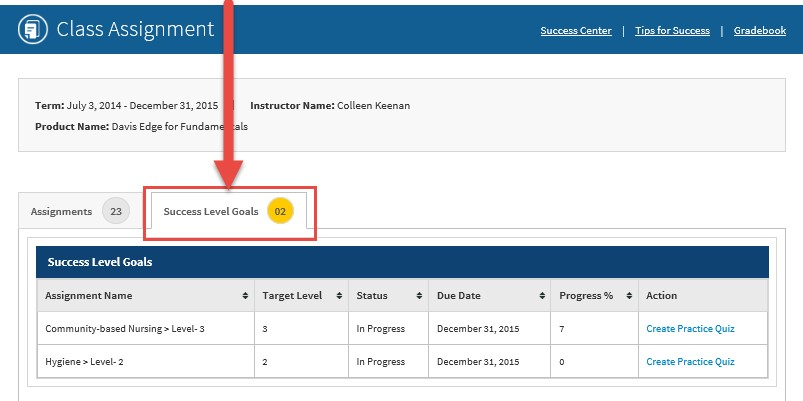 Class Assignment
Success Center | Tips for Success | Gradebook
Term: July 3, 2014 - December 31, 2015 | Instructor Name: Colleen Keenan
Product Name: Davis Edge for Fundamentals
Assignments 23
Success Level Goals 02
Success Level Goals
Assignment Name Target Level Status Due Date Progress % Action
Community-based Nursing > Level- 3 3 In Progress December 31, 2015 7 Create Practice Quiz
Hygiene > Level- 2 2 In Progress December 31, 2015 0 Create Practice Quiz